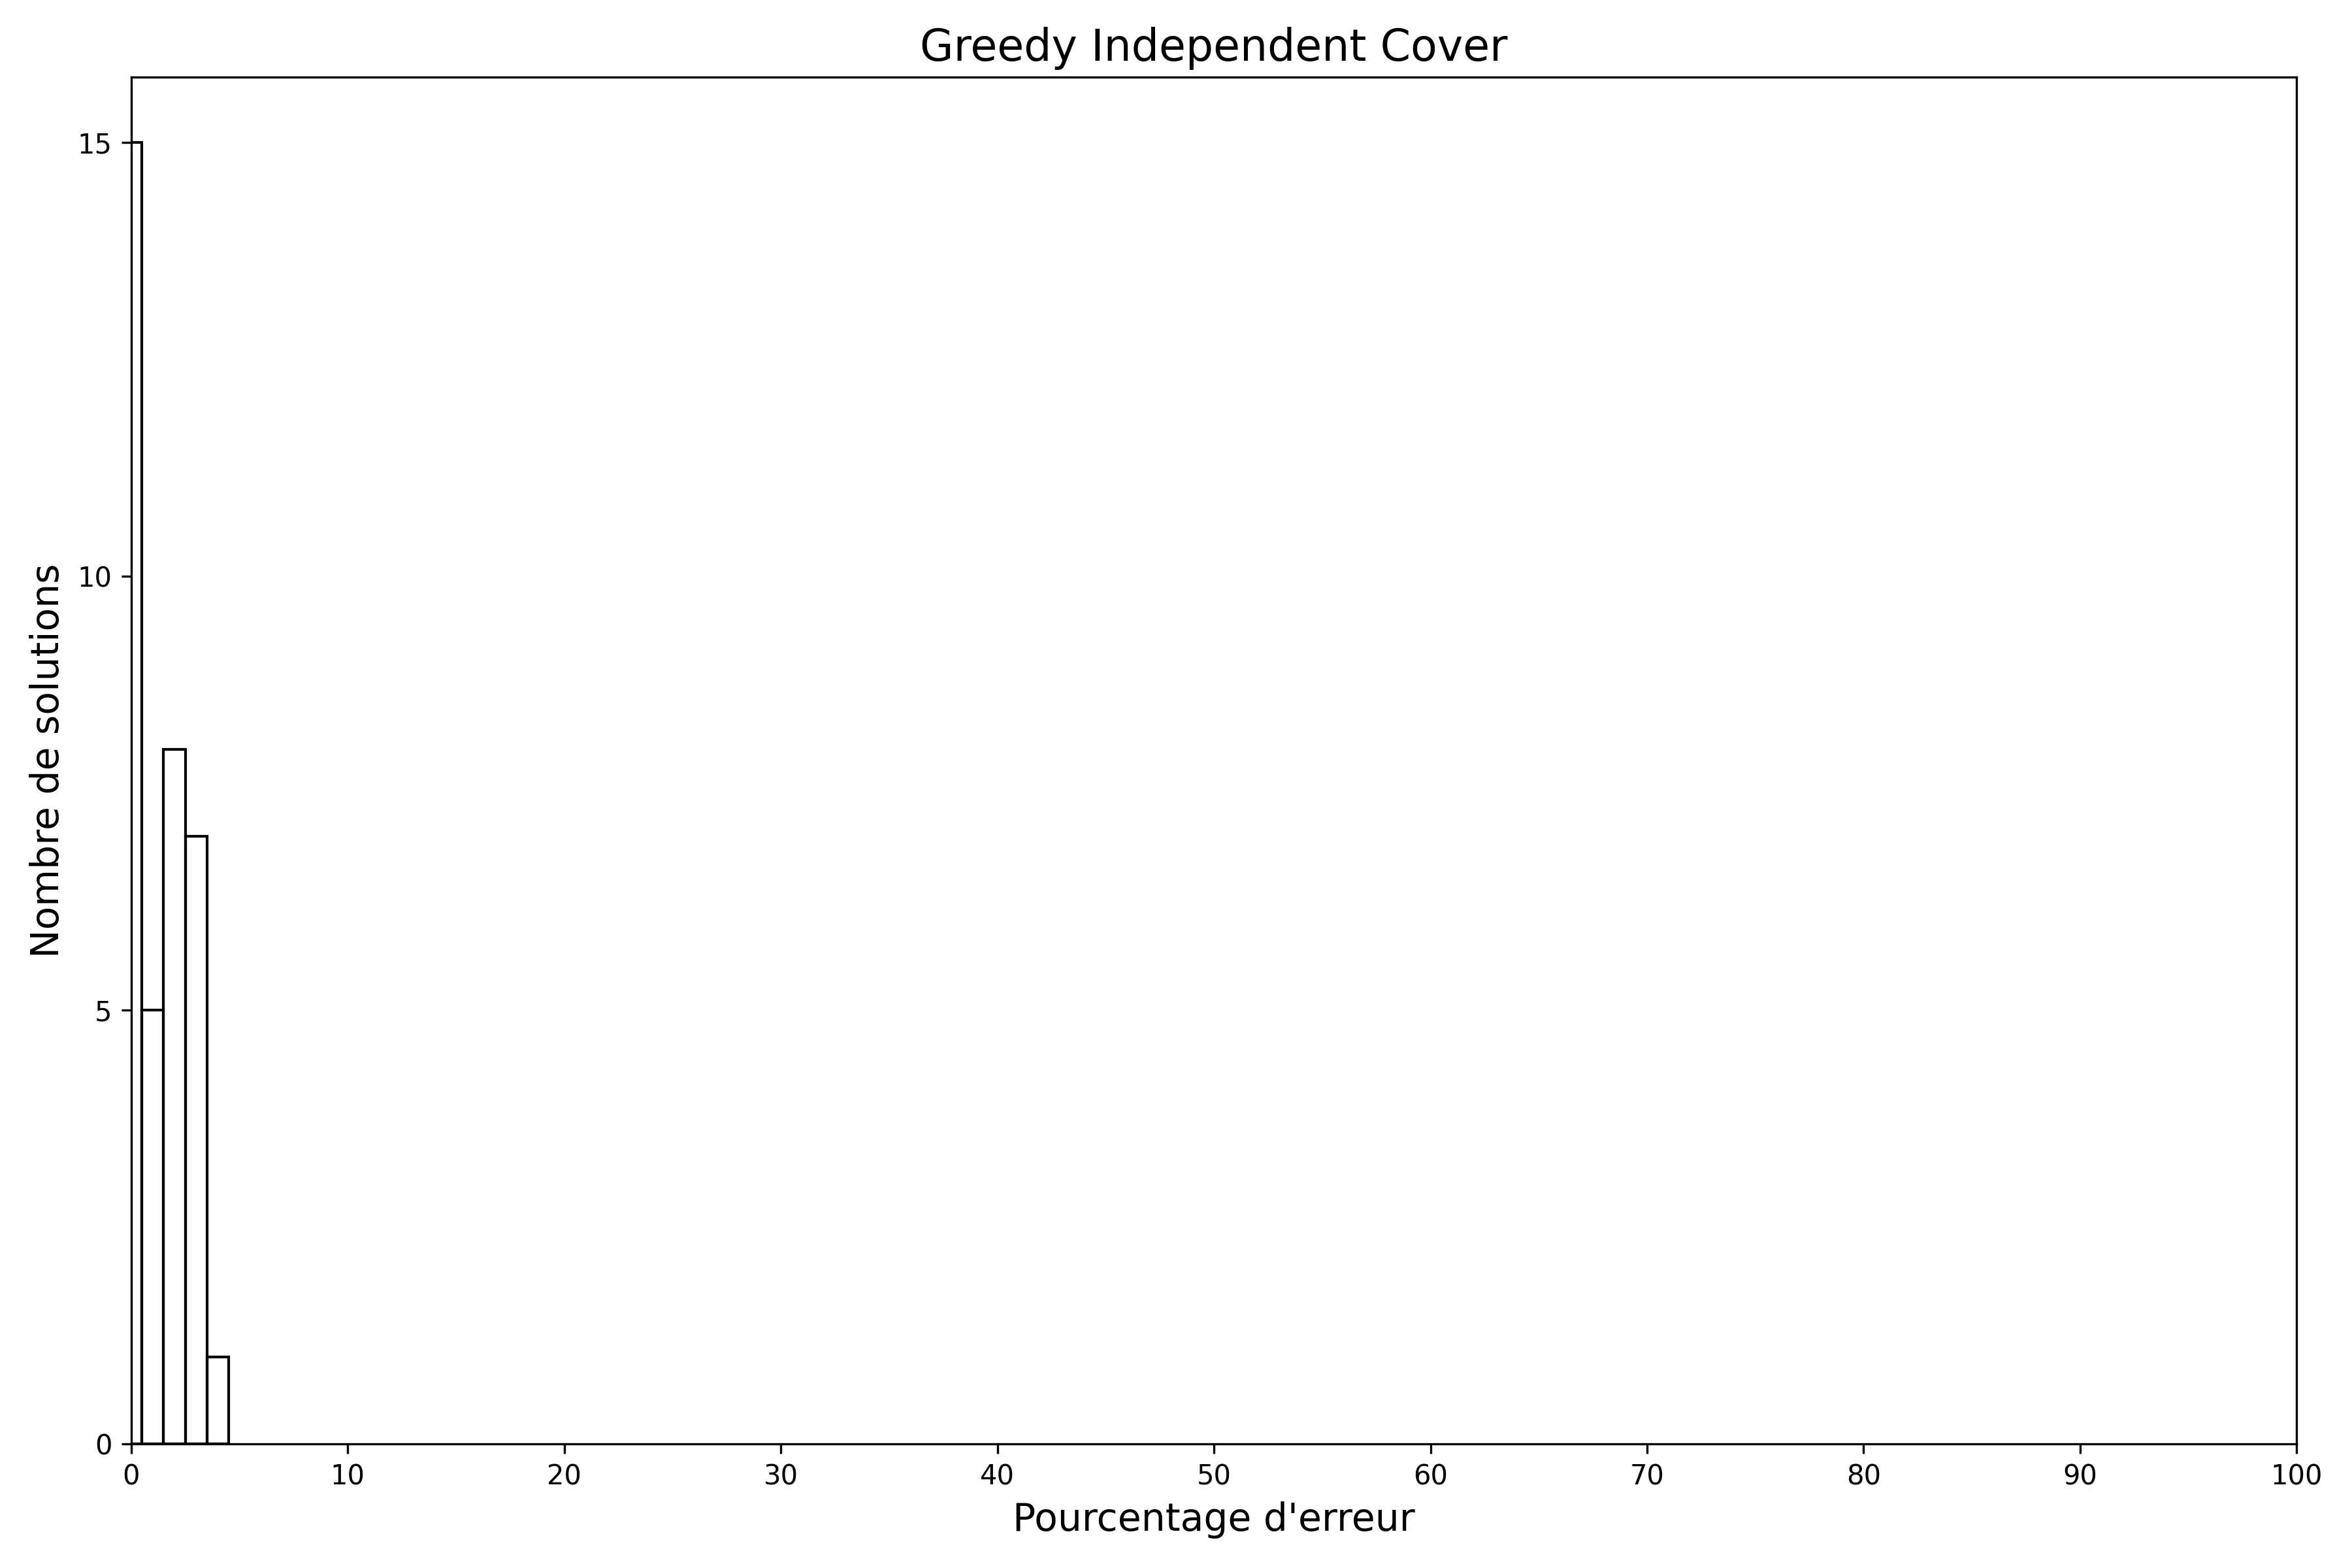 Greedy Independent Cover
Nombre de solutions
15
10
5
0
0 10 20 30 40 50 60 70 80 90 100
Pourcentage d'erreur